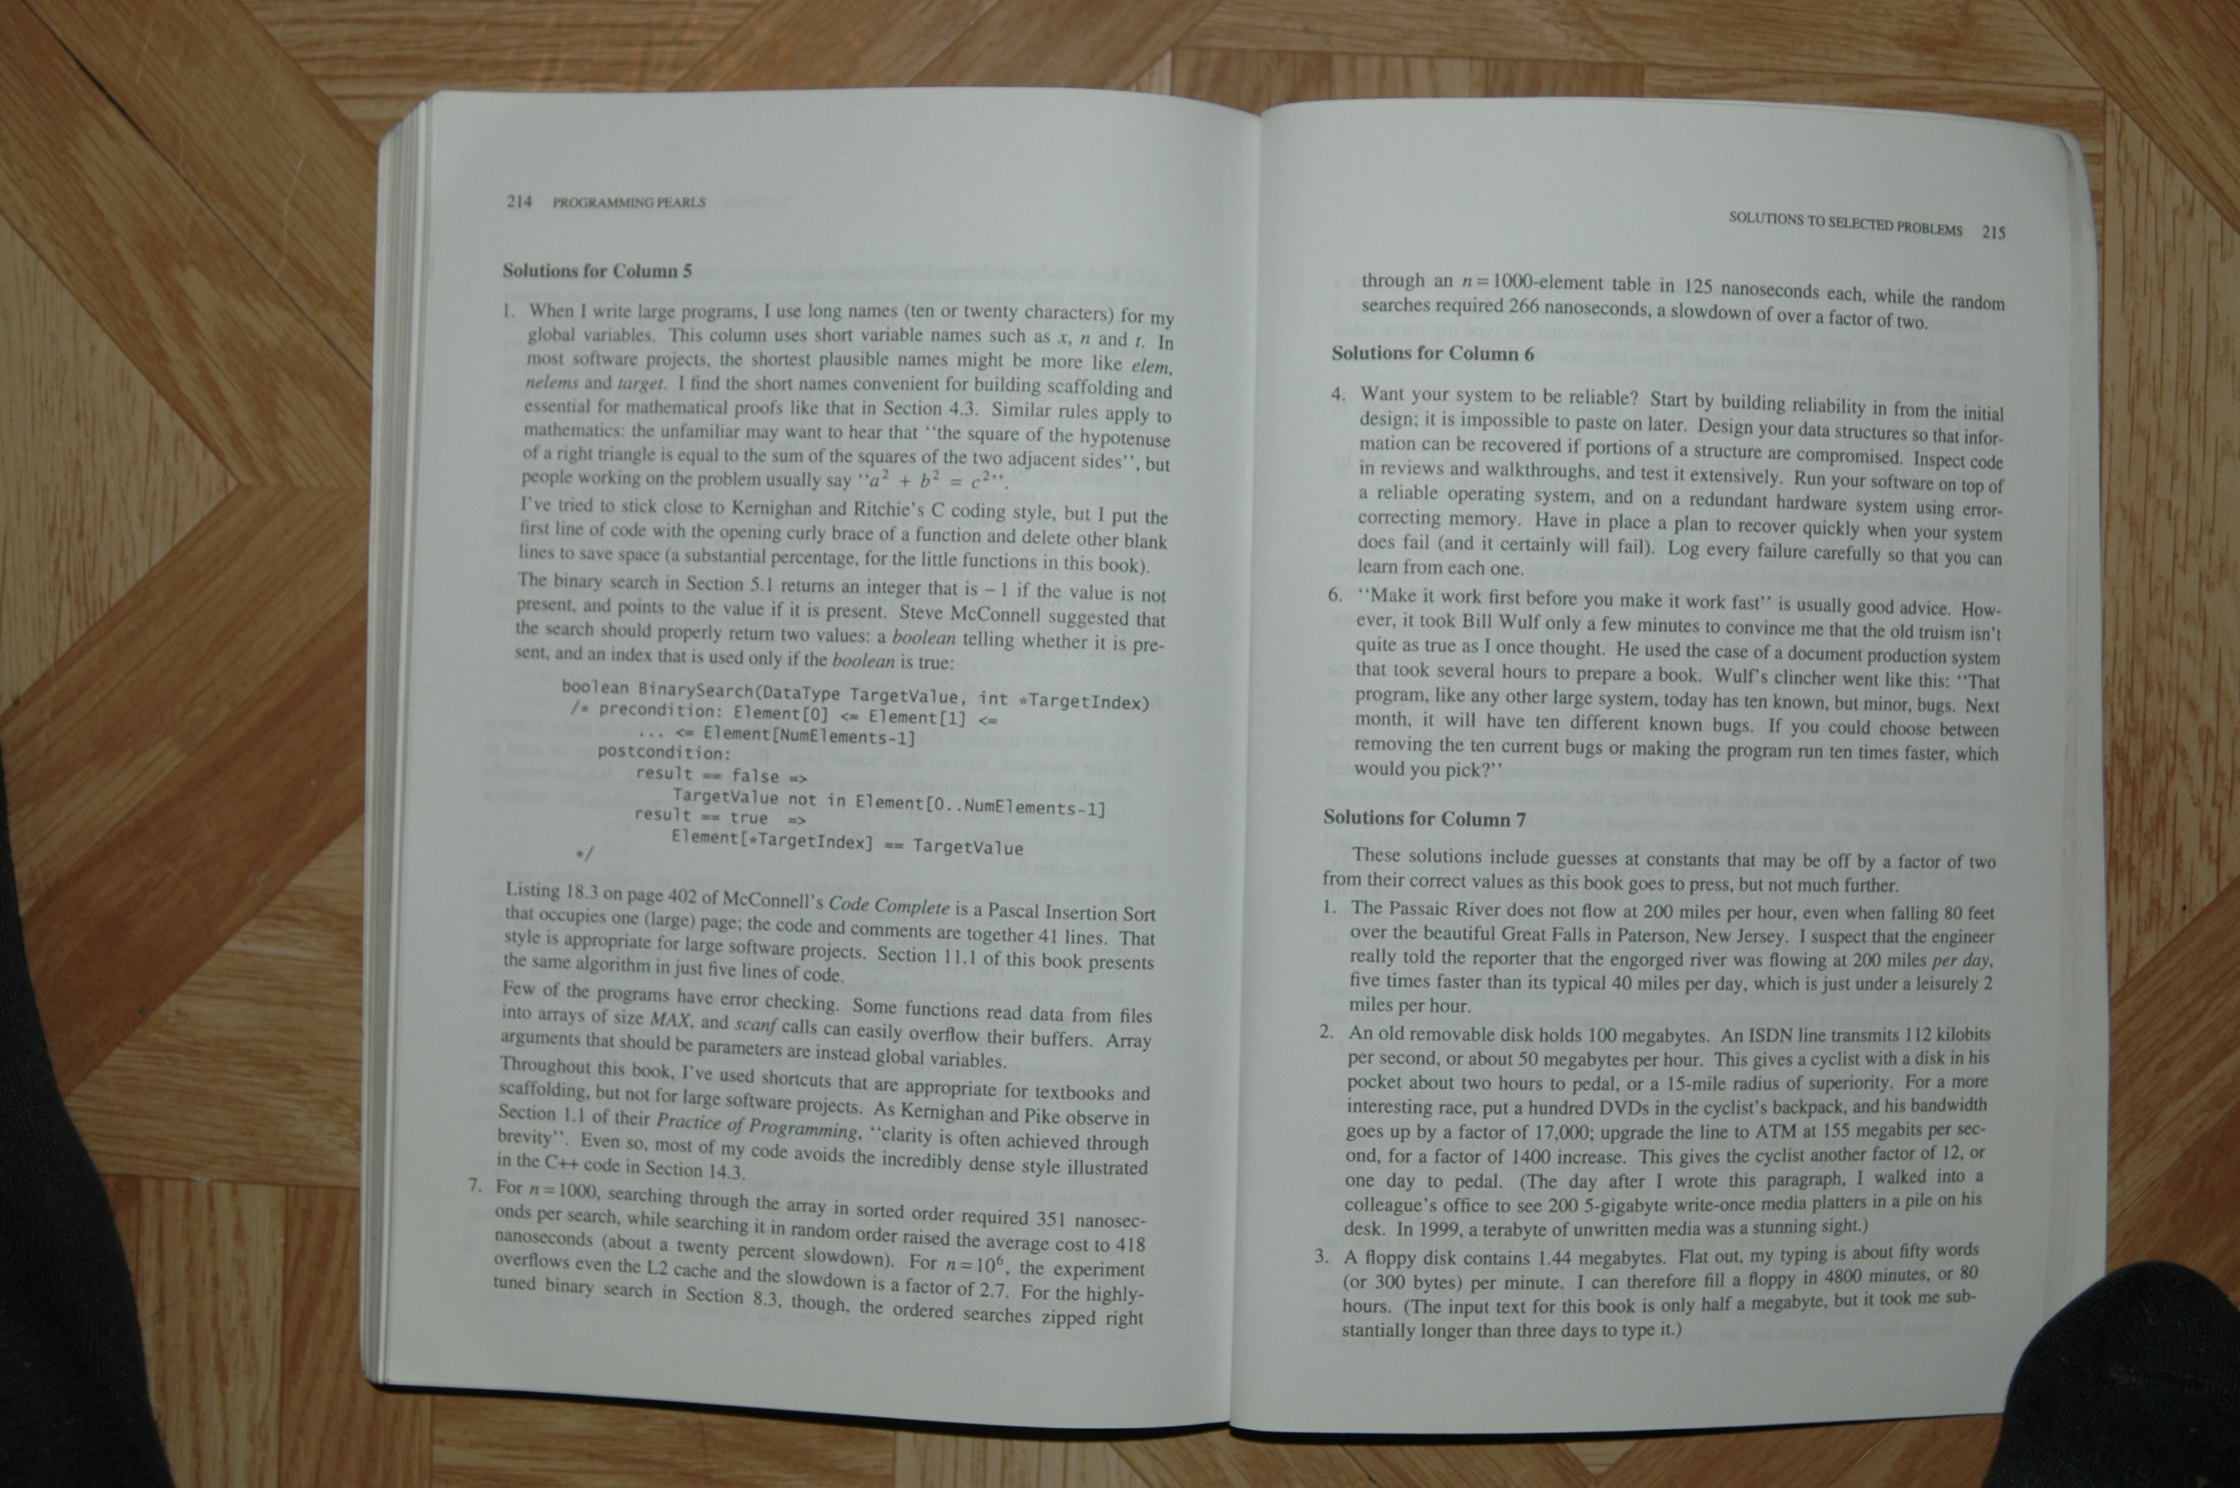 214 PROGRAMMING PEARLS
Solutions for Column 5
1. When I write large programs, I use long names (ten or twenty characters) for my
global variables. This column uses short variable names such as x, n and t. In
most software projects, the shortest plausible names might be more like elem,
nelems and target. I find the short names convenient for building scaffolding and
essential for mathematical proofs like that in Section 4.3. Similar rules apply to
mathematics: the unfamiliar may want to hear that ‘‘the square of the hypotenuse
of a right triangle is equal to the sum of the squares of the two adjacent sides’’, but
people working on the problem usually say ‘‘a² + b² = c²’’.
I've tried to stick close to Kernighan and Ritchie's C coding style, but I put the
first line of code with the opening curly brace of a function and delete other blank
lines to save space (a substantial percentage, for the little functions in this book).
The binary search in Section 5.1 returns an integer that is −1 if the value is not
present, and points to the value if it is present. Steve McConnell suggested that
the search should properly return two values: a boolean telling whether it is pre-
sent, and an index that is used only if the boolean is true:
boolean BinarySearch(DataType TargetValue, int *TargetIndex)
/* precondition: Element[0] <= Element[1] <=
... <= Element[NumElements-1]
postcondition:
result == false =>
TargetValue not in Element[0..NumElements-1]
result == true =>
Element[*TargetIndex] == TargetValue
*/
Listing 18.3 on page 402 of McConnell's Code Complete is a Pascal Insertion Sort
that occupies one (large) page; the code and comments are together 41 lines. That
style is appropriate for large software projects. Section 11.1 of this book presents
the same algorithm in just five lines of code.
Few of the programs have error checking. Some functions read data from files
into arrays of size MAX, and scanf calls can easily overflow their buffers. Array
arguments that should be parameters are instead global variables.
Throughout this book, I've used shortcuts that are appropriate for textbooks and
scaffolding, but not for large software projects. As Kernighan and Pike observe in
Section 1.1 of their Practice of Programming, ‘‘clarity is often achieved through
brevity’’. Even so, most of my code avoids the incredibly dense style illustrated
in the C++ code in Section 14.3.
7. For n = 1000, searching through the array in sorted order required 351 nanosec-
onds per search, while searching it in random order raised the average cost to 418
nanoseconds (about a twenty percent slowdown). For n = 10⁶, the experiment
overflows even the L2 cache and the slowdown is a factor of 2.7. For the highly-
tuned binary search in Section 8.3, though, the ordered searches zipped right
SOLUTIONS TO SELECTED PROBLEMS 215
through an n = 1000-element table in 125 nanoseconds each, while the random
searches required 266 nanoseconds, a slowdown of over a factor of two.
Solutions for Column 6
4. Want your system to be reliable? Start by building reliability in from the initial
design; it is impossible to paste on later. Design your data structures so that infor-
mation can be recovered if portions of a structure are compromised. Inspect code
in reviews and walkthroughs, and test it extensively. Run your software on top of
a reliable operating system, and on a redundant hardware system using error-
correcting memory. Have in place a plan to recover quickly when your system
does fail (and it certainly will fail). Log every failure carefully so that you can
learn from each one.
6. ‘‘Make it work first before you make it work fast’’ is usually good advice. How-
ever, it took Bill Wulf only a few minutes to convince me that the old truism isn't
quite as true as I once thought. He used the case of a document production system
that took several hours to prepare a book. Wulf's clincher went like this: ‘‘That
program, like any other large system, today has ten known, but minor, bugs. Next
month, it will have ten different known bugs. If you could choose between
removing the ten current bugs or making the program run ten times faster, which
would you pick?’’
Solutions for Column 7
These solutions include guesses at constants that may be off by a factor of two
from their correct values as this book goes to press, but not much further.
1. The Passaic River does not flow at 200 miles per hour, even when falling 80 feet
over the beautiful Great Falls in Paterson, New Jersey. I suspect that the engineer
really told the reporter that the engorged river was flowing at 200 miles per day,
five times faster than its typical 40 miles per day, which is just under a leisurely 2
miles per hour.
2. An old removable disk holds 100 megabytes. An ISDN line transmits 112 kilobits
per second, or about 50 megabytes per hour. This gives a cyclist with a disk in his
pocket about two hours to pedal, or a 15-mile radius of superiority. For a more
interesting race, put a hundred DVDs in the cyclist's backpack, and his bandwidth
goes up by a factor of 17,000; upgrade the line to ATM at 155 megabits per sec-
ond, for a factor of 1400 increase. This gives the cyclist another factor of 12, or
one day to pedal. (The day after I wrote this paragraph, I walked into a
colleague's office to see 200 5-gigabyte write-once media platters in a pile on his
desk. In 1999, a terabyte of unwritten media was a stunning sight.)
3. A floppy disk contains 1.44 megabytes. Flat out, my typing is about fifty words
(or 300 bytes) per minute. I can therefore fill a floppy in 4800 minutes, or 80
hours. (The input text for this book is only half a megabyte, but it took me sub-
stantially longer than three days to type it.)